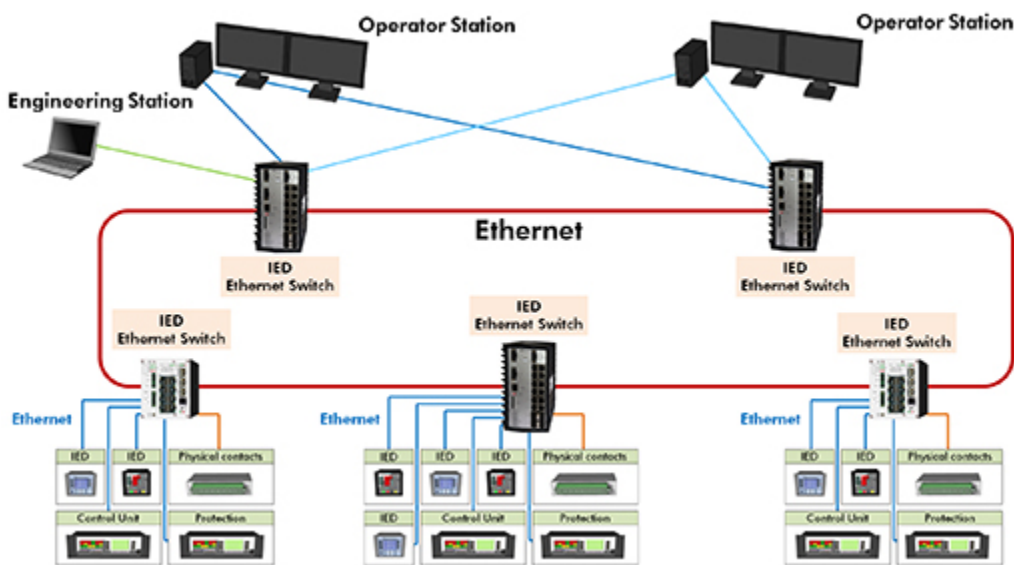 Operator Station
Operator Station
Engineering Station
Ethernet
IED
Ethernet Switch
IED
Ethernet Switch
IED
Ethernet Switch
IED
Ethernet Switch
IED
Ethernet Switch
Ethernet
Ethernet
Ethernet
IED
IED
Physical contacts
Control Unit
Protection
IED
IED
IED
Physical contacts
IED
Control Unit
Protection
IED
IED
Physical contacts
Control Unit
Protection